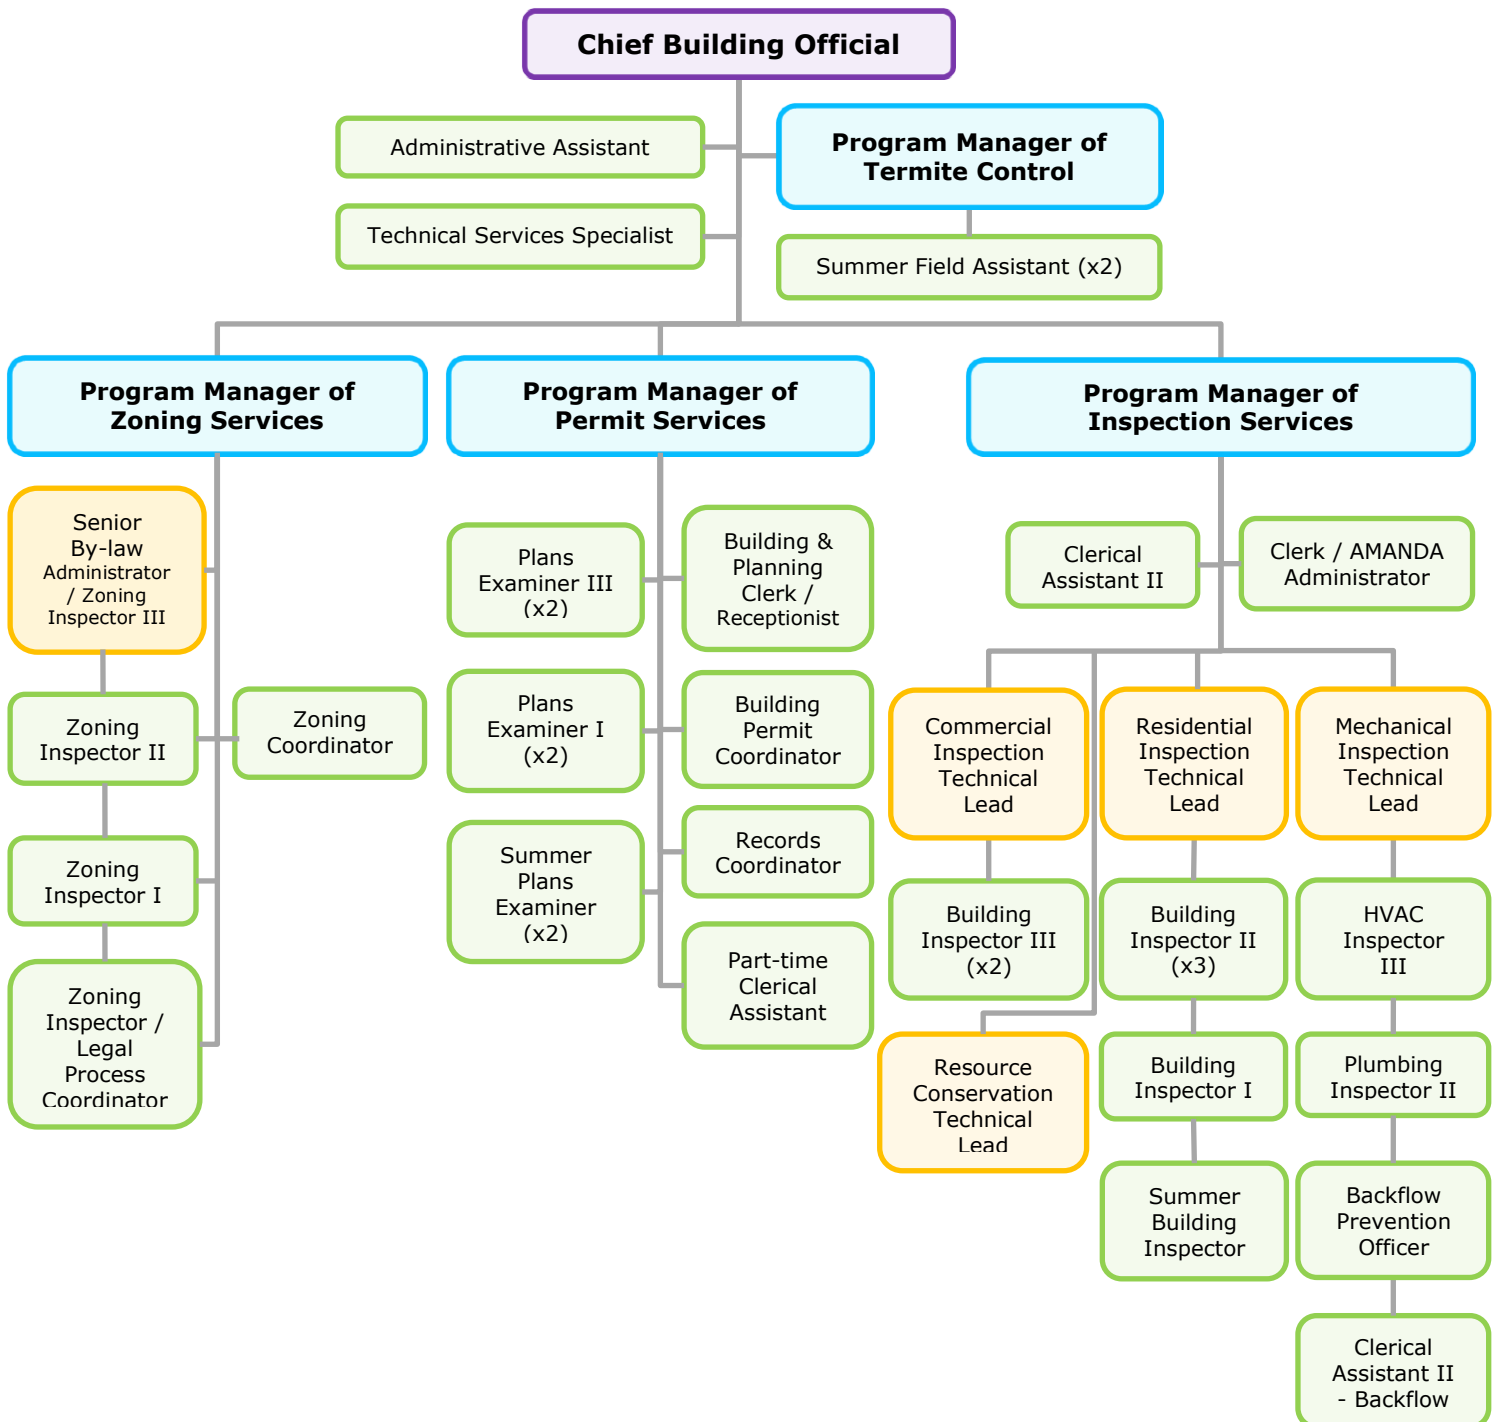 Chief Building Official
Administrative Assistant
Program Manager of
Termite Control
Technical Services Specialist
Summer Field Assistant (x2)
Program Manager of
Zoning Services
Program Manager of
Permit Services
Program Manager of
Inspection Services
Senior
By-law
Administrator
/ Zoning
Inspector III
Zoning
Inspector II
Zoning
Coordinator
Zoning
Inspector I
Zoning
Inspector /
Legal
Process
Coordinator
Plans
Examiner III
(x2)
Building &
Planning
Clerk /
Receptionist
Plans
Examiner I
(x2)
Building
Permit
Coordinator
Summer
Plans
Examiner
(x2)
Records
Coordinator
Part-time
Clerical
Assistant
Clerical
Assistant II
Clerk / AMANDA
Administrator
Commercial
Inspection
Technical
Lead
Residential
Inspection
Technical
Lead
Mechanical
Inspection
Technical
Lead
Building
Inspector III
(x2)
Building
Inspector II
(x3)
HVAC
Inspector
III
Resource
Conservation
Technical
Lead
Building
Inspector I
Plumbing
Inspector II
Summer
Building
Inspector
Backflow
Prevention
Officer
Clerical
Assistant II
- Backflow